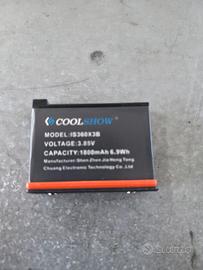 COOLSHOW
MODEL:IS360X3B
VOLTAGE:3.85V
CAPACITY:1800mAh 6.9Wh
Manufacturer:Shen Zhen Jia Hong Tong
Chuang Electronic Technology Co.,Ltd
subito